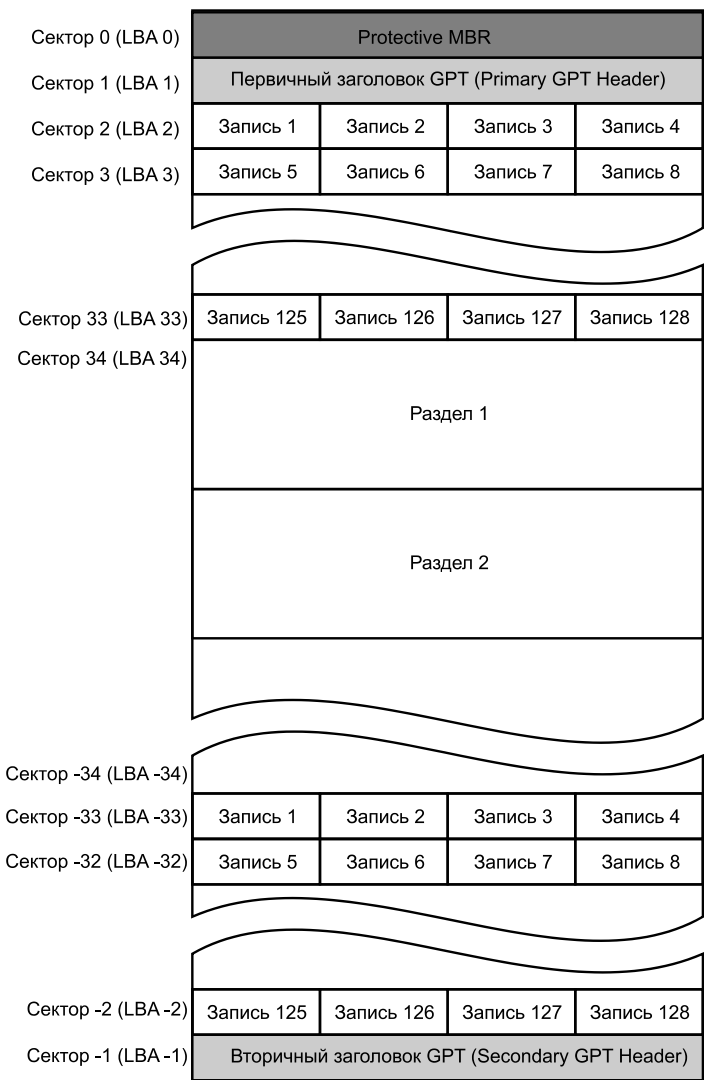 Сектор 0 (LBA 0) Protective MBR
Сектор 1 (LBA 1) Первичный заголовок GPT (Primary GPT Header)
Сектор 2 (LBA 2) Запись 1 Запись 2 Запись 3 Запись 4
Сектор 3 (LBA 3) Запись 5 Запись 6 Запись 7 Запись 8
Сектор 33 (LBA 33) Запись 125 Запись 126 Запись 127 Запись 128
Сектор 34 (LBA 34)
Раздел 1
Раздел 2
Сектор -34 (LBA -34)
Сектор -33 (LBA -33) Запись 1 Запись 2 Запись 3 Запись 4
Сектор -32 (LBA -32) Запись 5 Запись 6 Запись 7 Запись 8
Сектор -2 (LBA -2) Запись 125 Запись 126 Запись 127 Запись 128
Сектор -1 (LBA -1) Вторичный заголовок GPT (Secondary GPT Header)